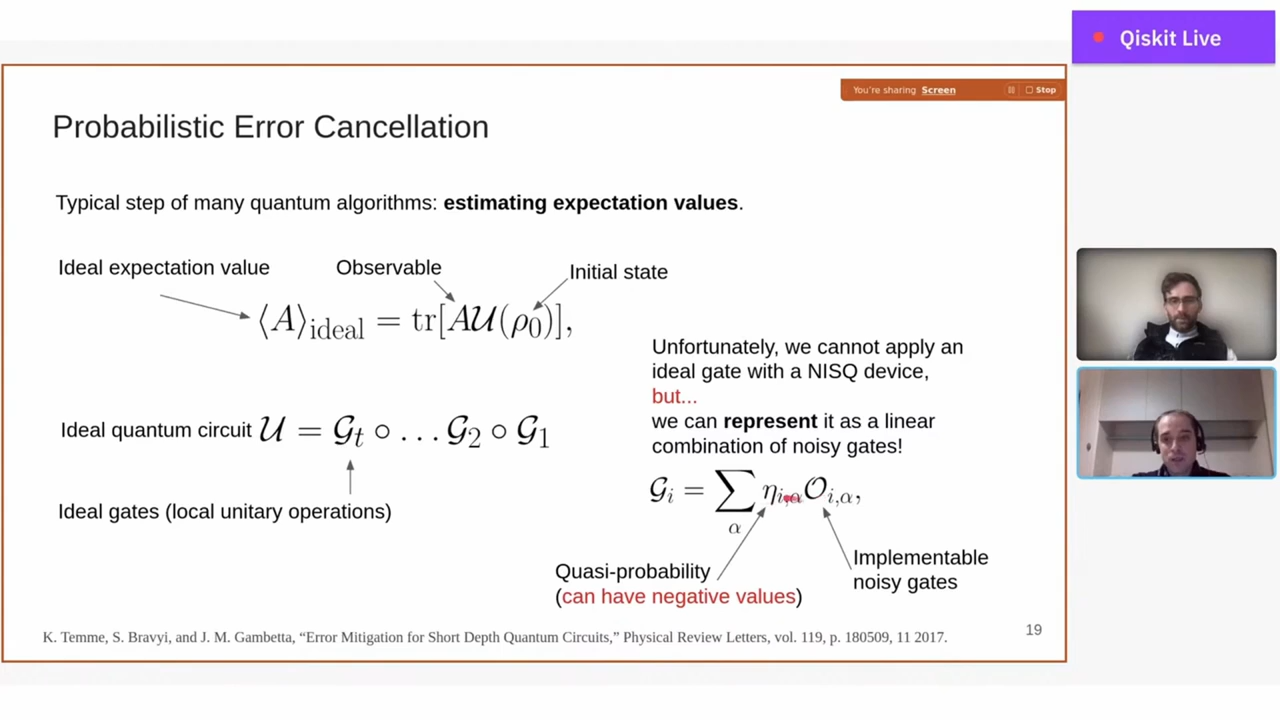 Qiskit Live
You're sharing Screen
Stop
Probabilistic Error Cancellation
Typical step of many quantum algorithms: estimating expectation values.
Ideal expectation value
Observable
Initial state
⟨A⟩ideal = tr[A𝒰(ρ0)],
Unfortunately, we cannot apply an
ideal gate with a NISQ device,
but...
we can represent it as a linear
combination of noisy gates!
Ideal quantum circuit 𝒰 = 𝒢t ∘ … 𝒢2 ∘ 𝒢1
𝒢i = ∑α ηi,α𝒪i,α,
Ideal gates (local unitary operations)
Quasi-probability
(can have negative values)
Implementable
noisy gates
K. Temme, S. Bravyi, and J. M. Gambetta, “Error Mitigation for Short Depth Quantum Circuits,” Physical Review Letters, vol. 119, p. 180509, 11 2017.
19